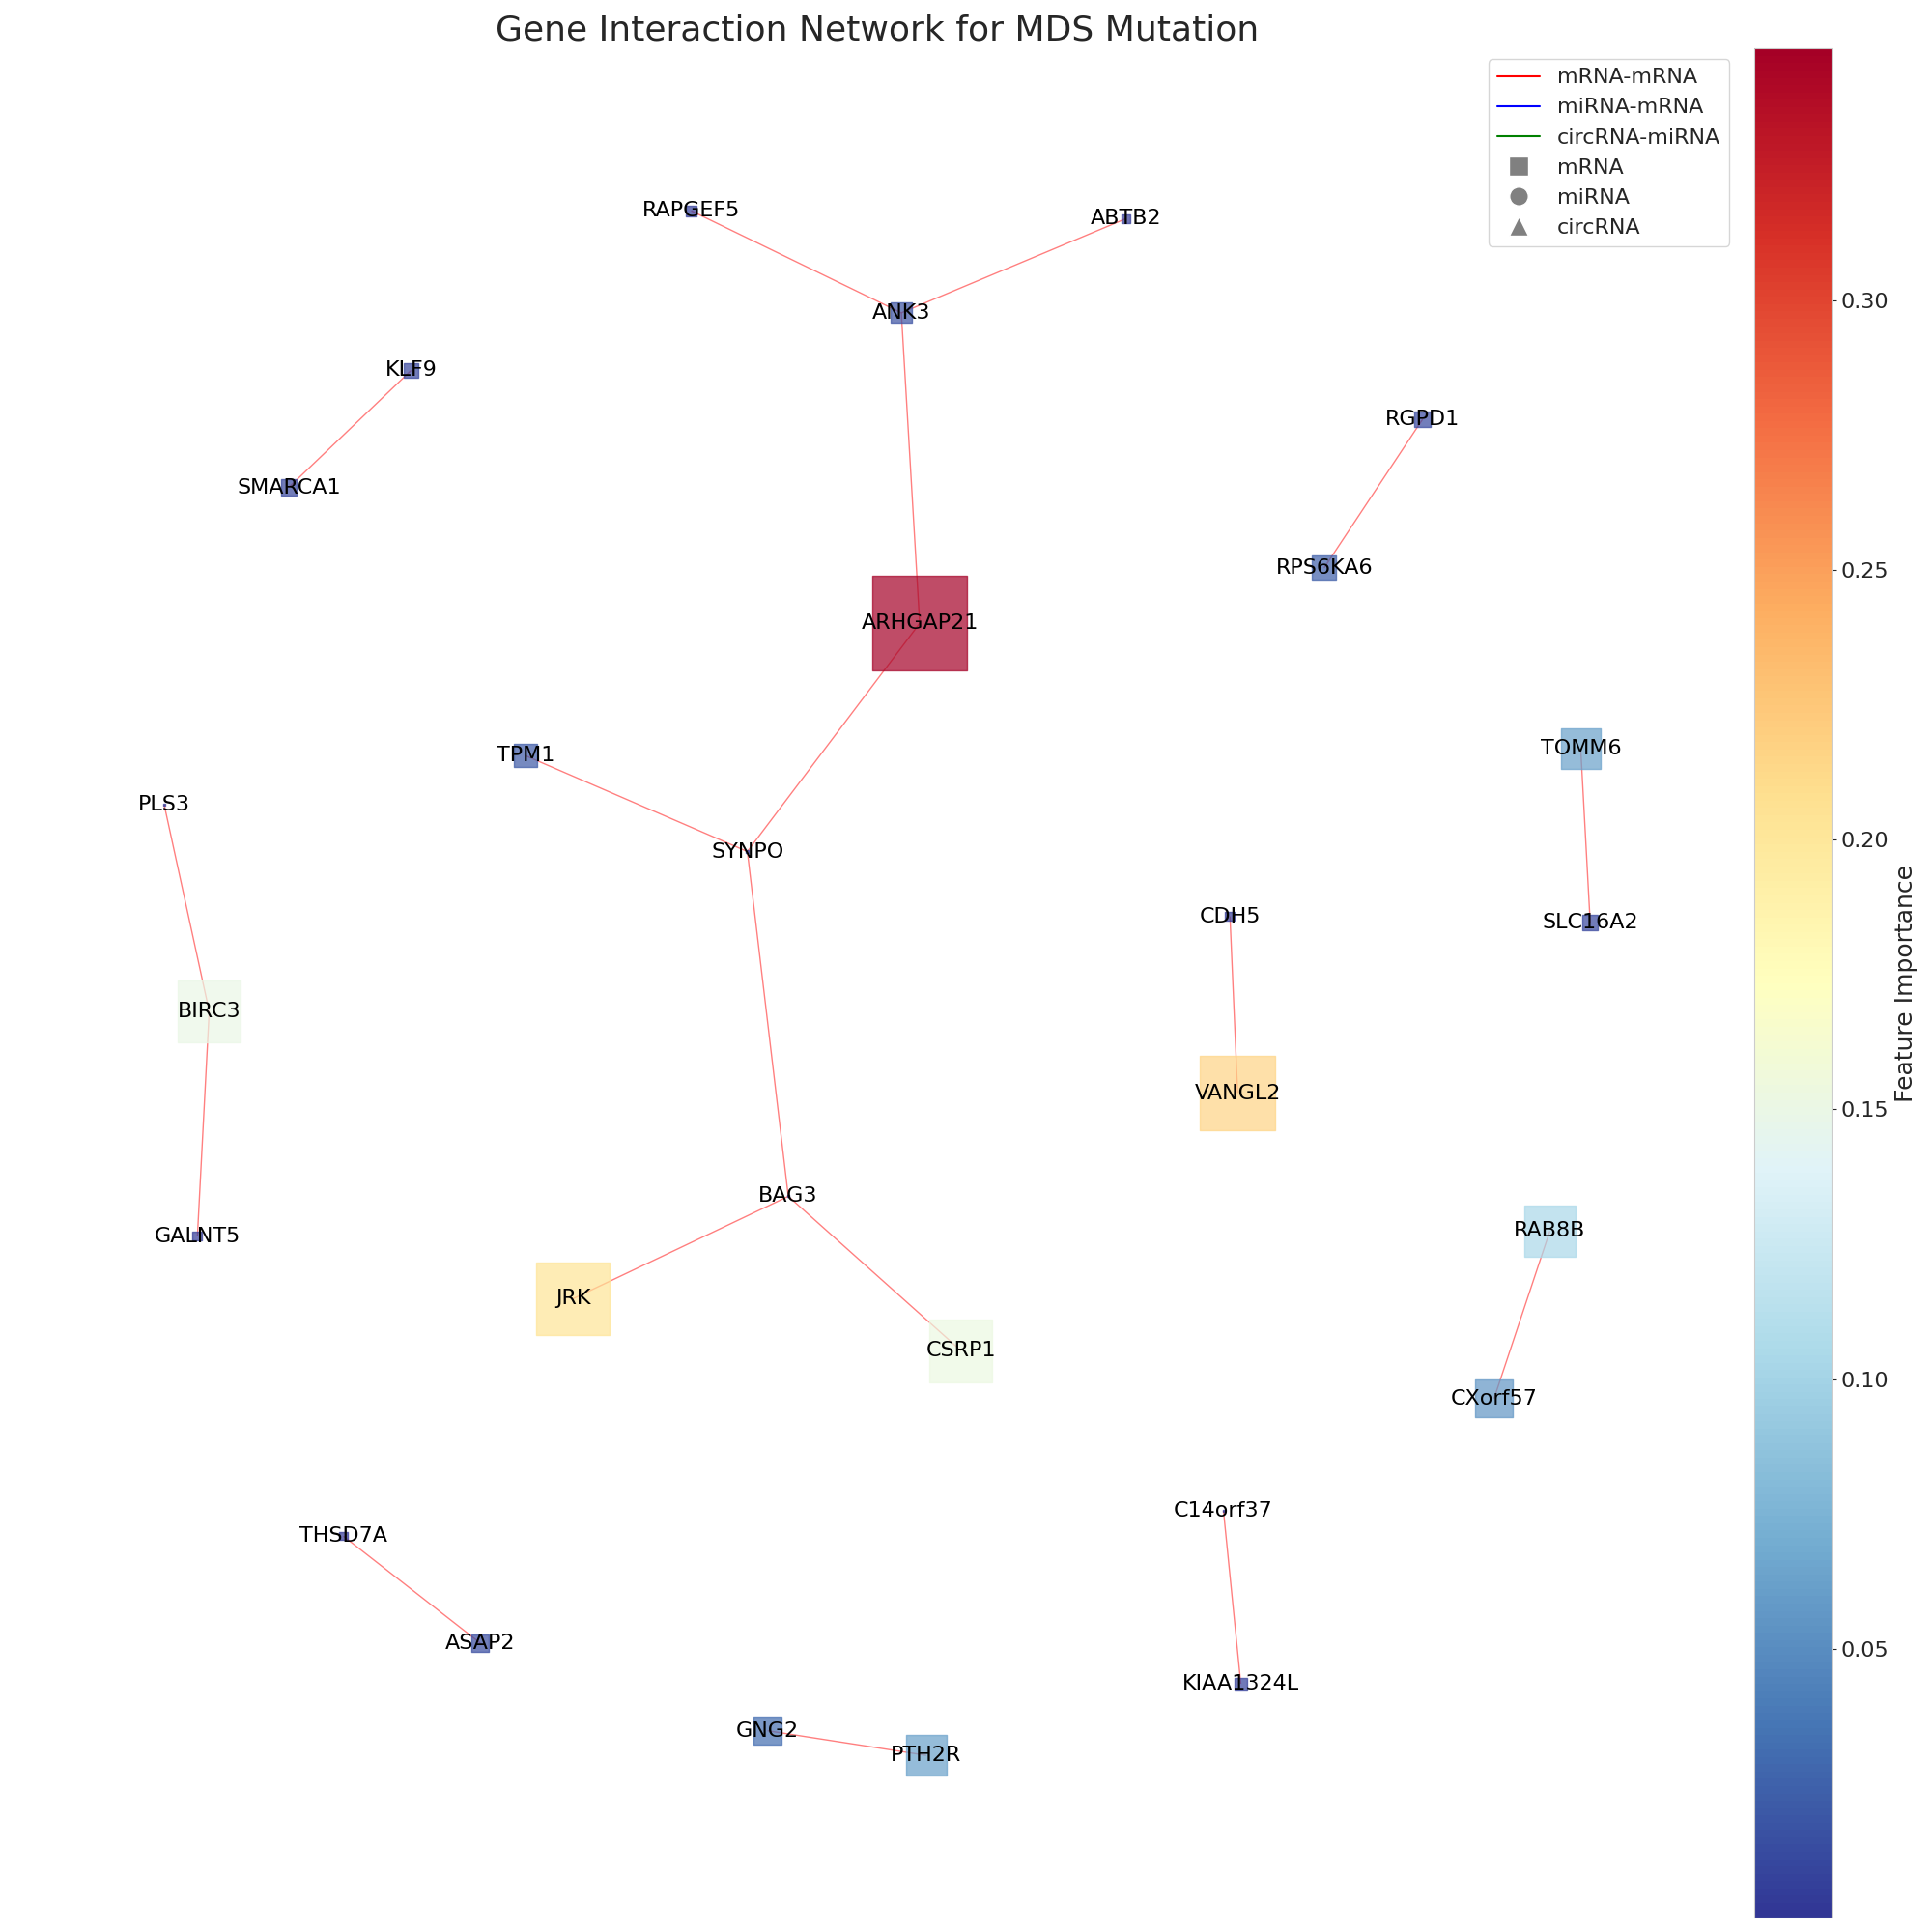 Gene Interaction Network for MDS Mutation
mRNA-mRNA
miRNA-mRNA
circRNA-miRNA
mRNA
miRNA
circRNA
RAPGEF5
ABTB2
ANK3
KLF9
RGPD1
SMARCA1
RPS6KA6
ARHGAP21
TPM1
TOMM6
PLS3
SYNPO
CDH5
SLC16A2
BIRC3
VANGL2
BAG3
RAB8B
GALNT5
JRK
CSRP1
CXorf57
C14orf37
THSD7A
ASAP2
KIAA1324L
GNG2
PTH2R
0.30
0.25
0.20
0.15
0.10
0.05
Feature Importance